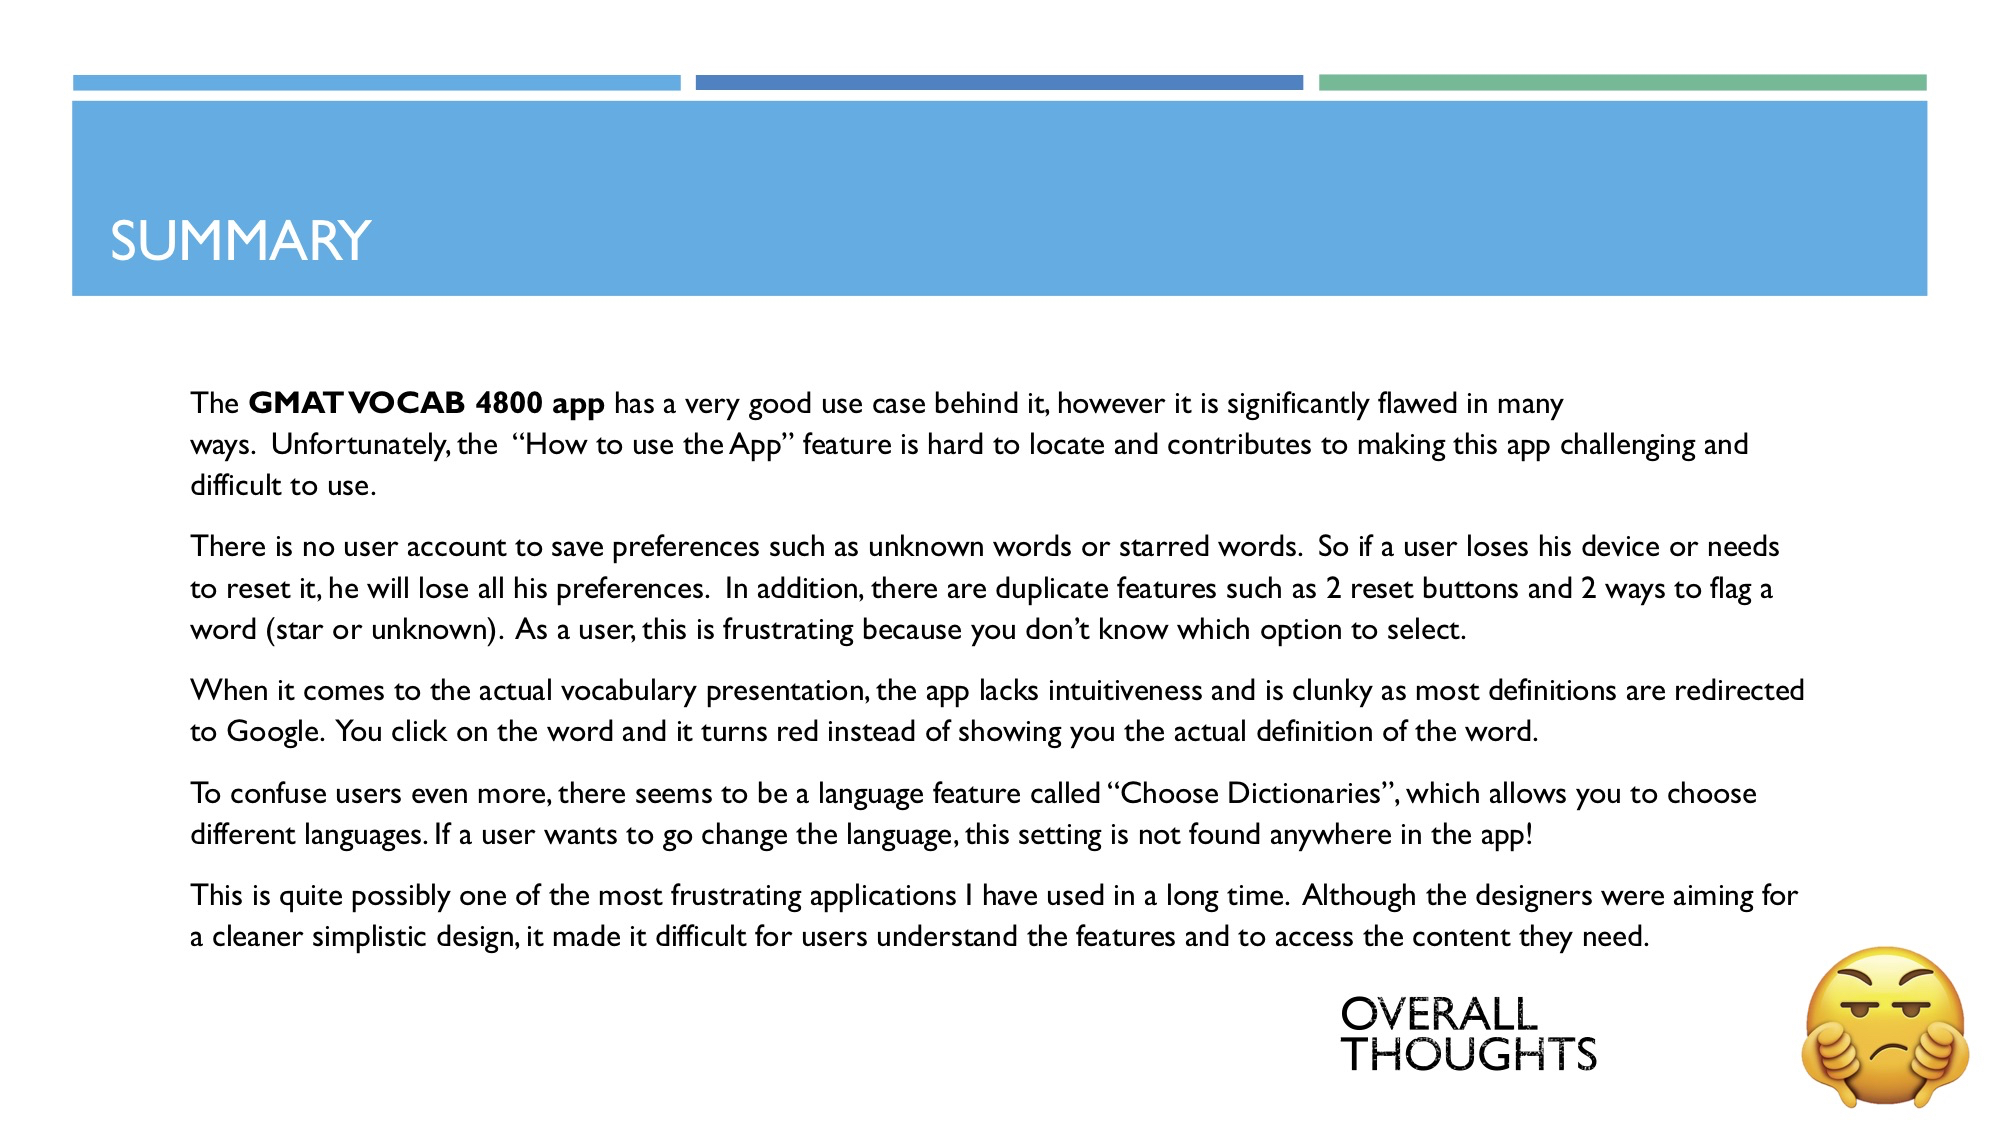 SUMMARY
The GMAT VOCAB 4800 app has a very good use case behind it, however it is significantly flawed in many
ways.  Unfortunately, the  “How to use the App” feature is hard to locate and contributes to making this app challenging and
difficult to use.
There is no user account to save preferences such as unknown words or starred words.  So if a user loses his device or needs
to reset it, he will lose all his preferences.  In addition, there are duplicate features such as 2 reset buttons and 2 ways to flag a
word (star or unknown).  As a user, this is frustrating because you don’t know which option to select.
When it comes to the actual vocabulary presentation, the app lacks intuitiveness and is clunky as most definitions are redirected
to Google.  You click on the word and it turns red instead of showing you the actual definition of the word.
To confuse users even more, there seems to be a language feature called “Choose Dictionaries”, which allows you to choose
different languages. If a user wants to go change the language, this setting is not found anywhere in the app!
This is quite possibly one of the most frustrating applications I have used in a long time.  Although the designers were aiming for
a cleaner simplistic design, it made it difficult for users understand the features and to access the content they need.
OVERALL
THOUGHTS